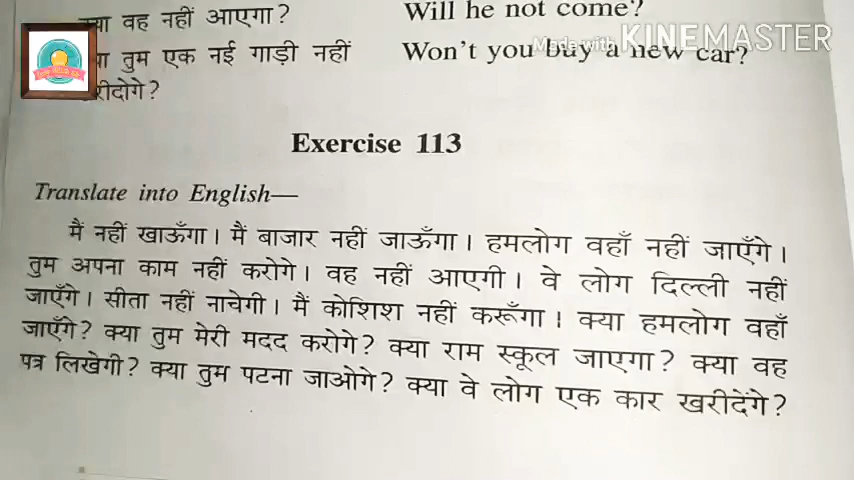 क्या वह नहीं आएगा? Will he not come?
Made with KINEMASTER
तुम एक नई गाड़ी नहीं Won't you buy a new car?
खरीदोगे?
Exercise 113
Translate into English—
मैं नहीं खाऊँगा। मैं बाजार नहीं जाऊँगा। हमलोग वहाँ नहीं जाएँगे।
तुम अपना काम नहीं करोगे। वह नहीं आएगी। वे लोग दिल्ली नहीं
जाएँगे। सीता नहीं नाचेगी। मैं कोशिश नहीं करूँगा। क्या हमलोग वहाँ
जाएँगे? क्या तुम मेरी मदद करोगे? क्या राम स्कूल जाएगा? क्या वह
पत्र लिखेगी? क्या तुम पटना जाओगे? क्या वे लोग एक कार खरीदेंगे?